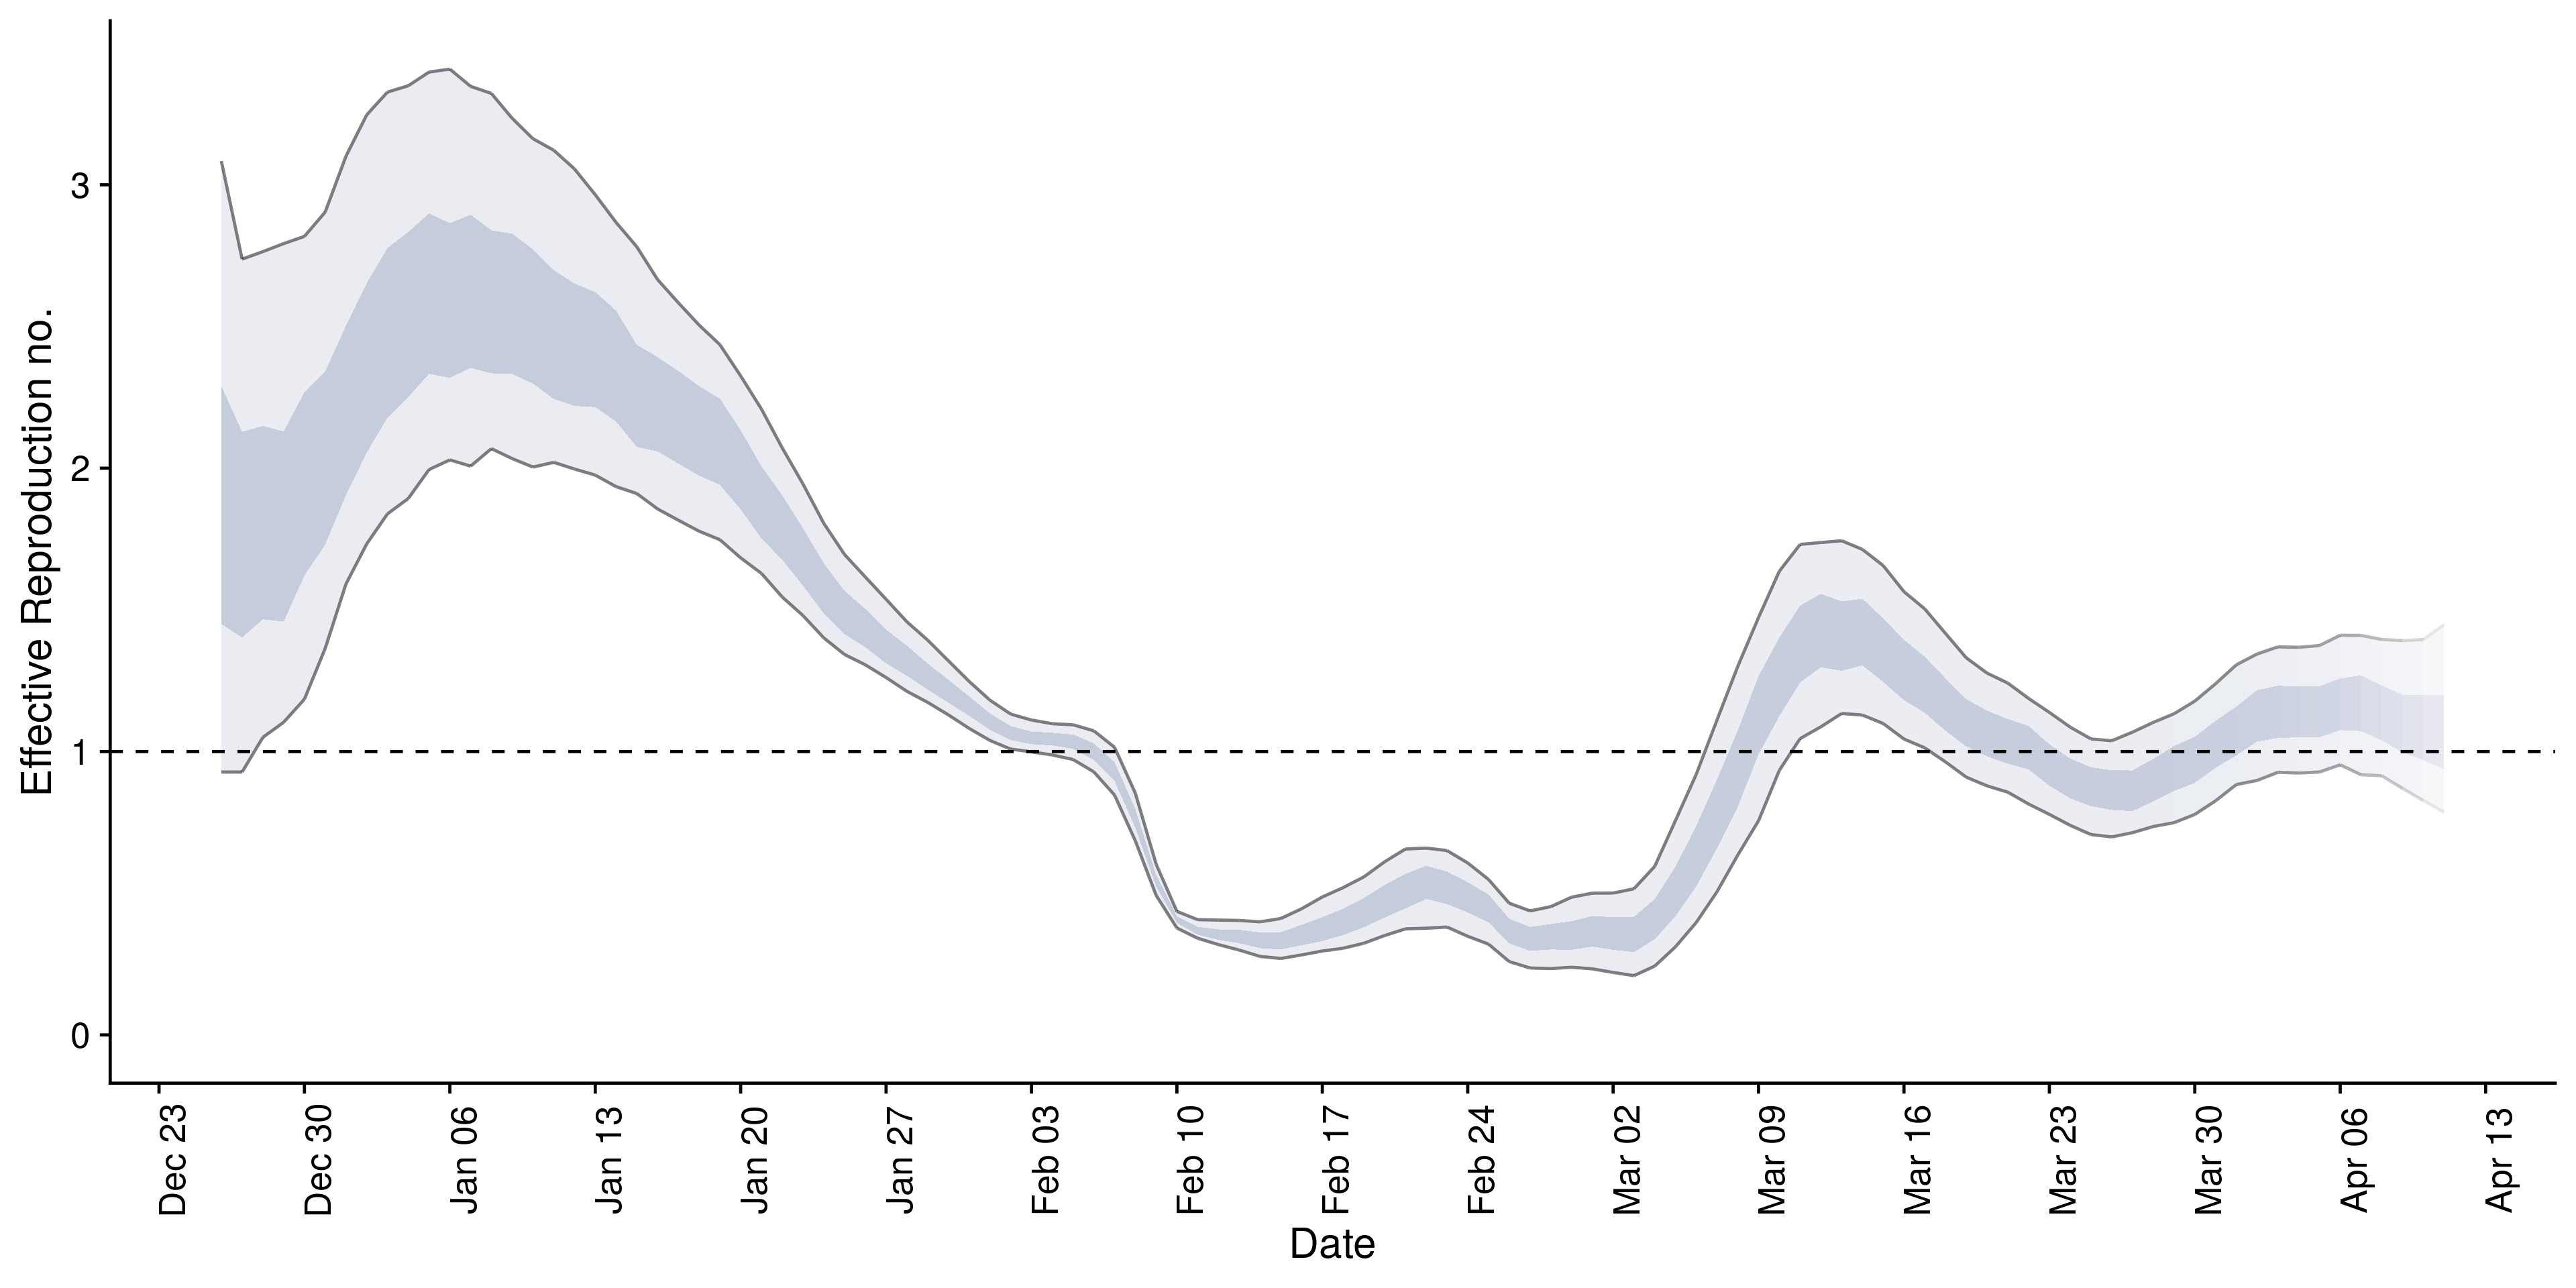 Effective Reproduction no.
3
2
1
0
Dec 23
Dec 30
Jan 06
Jan 13
Jan 20
Jan 27
Feb 03
Feb 10
Feb 17
Feb 24
Mar 02
Mar 09
Mar 16
Mar 23
Mar 30
Apr 06
Apr 13
Date